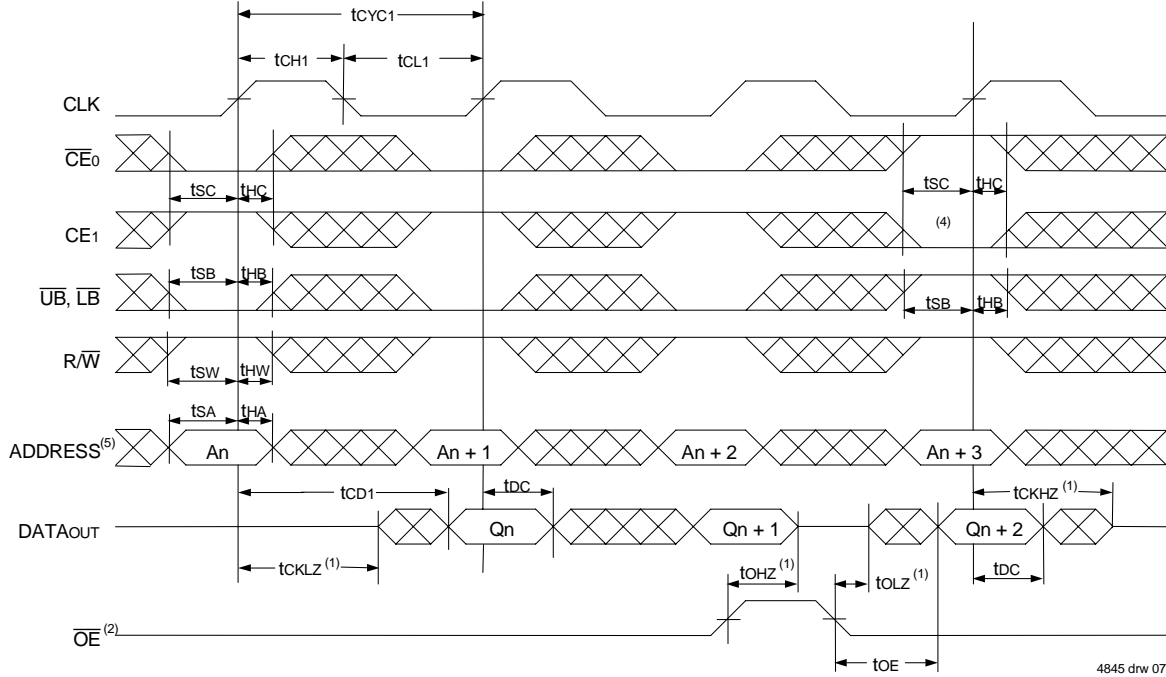 tCYC1
tCH1 tCL1
CLK
CE0
tSC tHC tSC tHC
CE1 (4)
tSB tHB
UB, LB
tSB tHB
R/W
tSW tHW
tSA tHA
ADDRESS(5) An An + 1 An + 2 An + 3
tCD1 tDC tCKHZ (1)
DATAOUT Qn Qn + 1 Qn + 2
tCKLZ (1) tOHZ (1) tOLZ (1) tDC
OE (2)
tOE
4845 drw 07